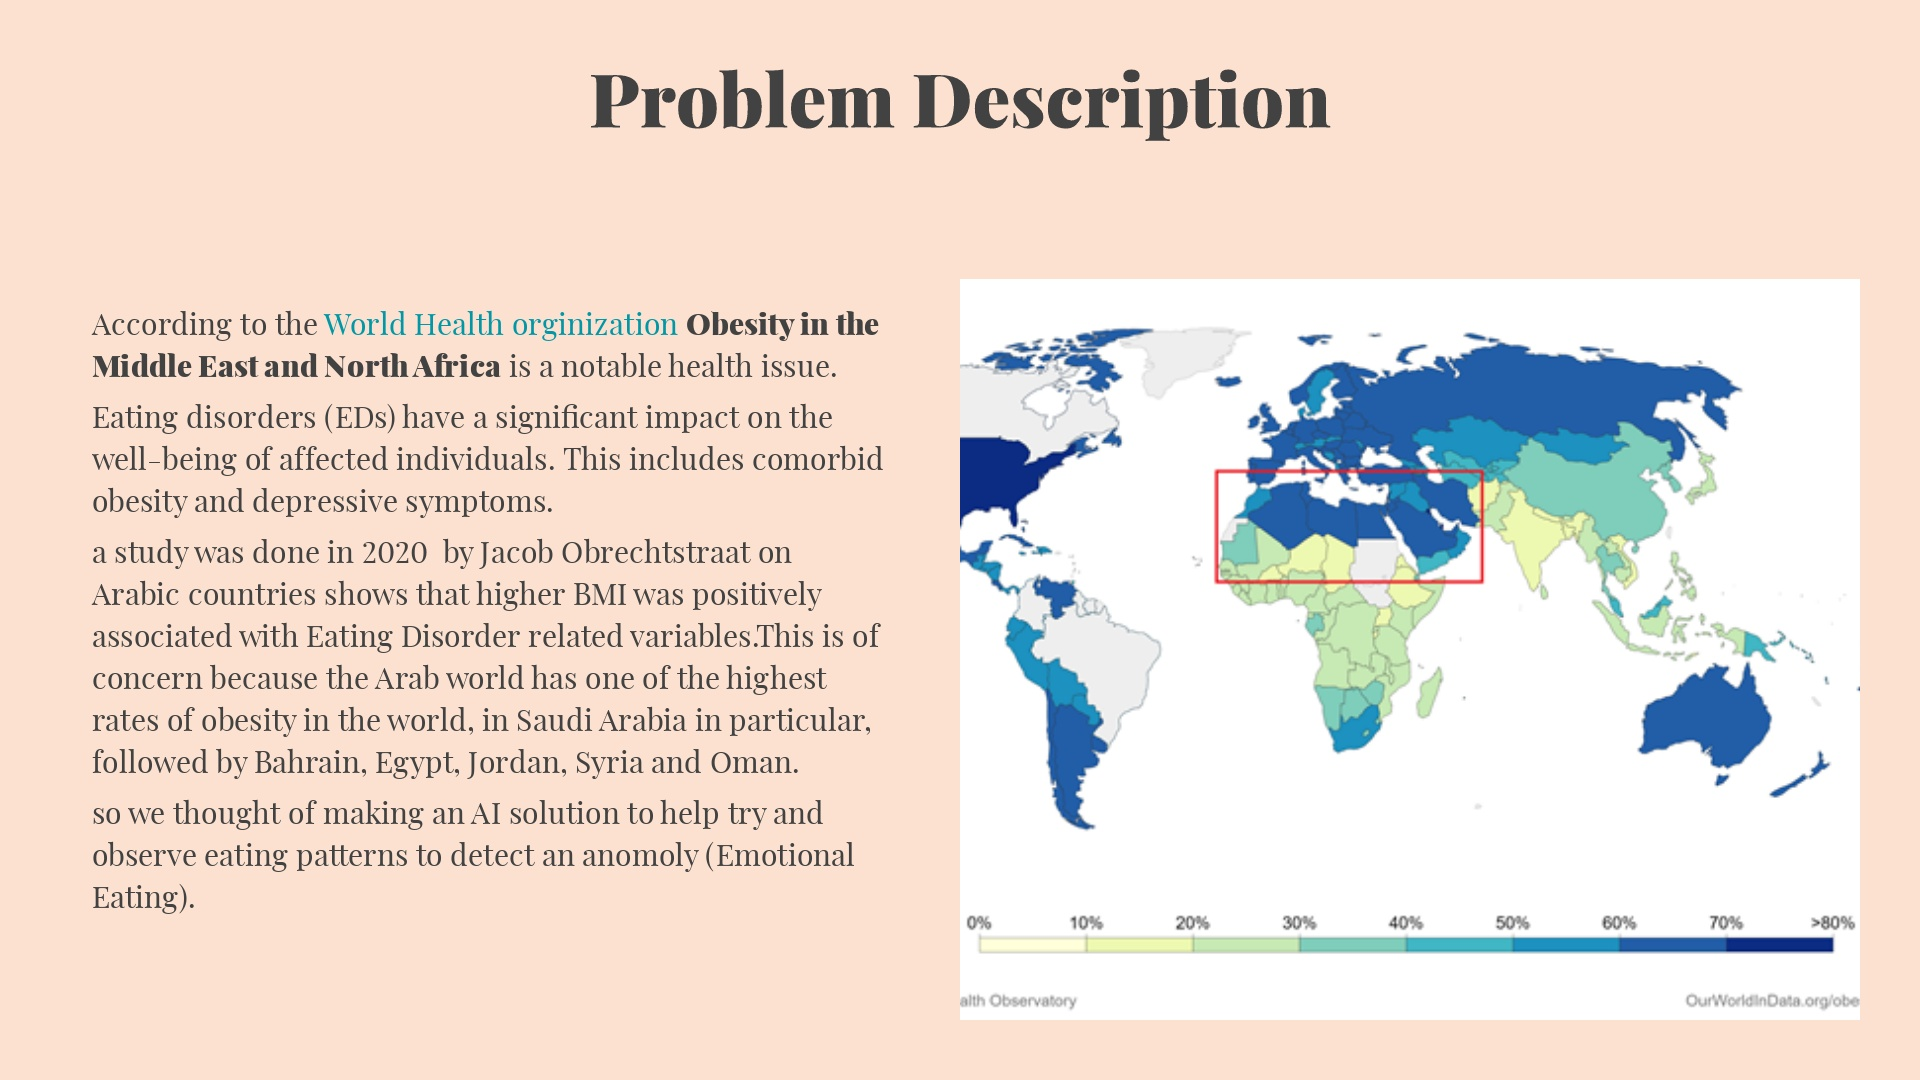 Problem Description
According to the World Health orginization Obesity in the
Middle East and North Africa is a notable health issue.
Eating disorders (EDs) have a significant impact on the
well-being of affected individuals. This includes comorbid
obesity and depressive symptoms.
a study was done in 2020  by Jacob Obrechtstraat on
Arabic countries shows that higher BMI was positively
associated with Eating Disorder related variables.This is of
concern because the Arab world has one of the highest
rates of obesity in the world, in Saudi Arabia in particular,
followed by Bahrain, Egypt, Jordan, Syria and Oman.
so we thought of making an AI solution to help try and
observe eating patterns to detect an anomoly (Emotional
Eating).
0% 10% 20% 30% 40% 50% 60% 70% >80%
alth Observatory
OurWorldInData.org/obe